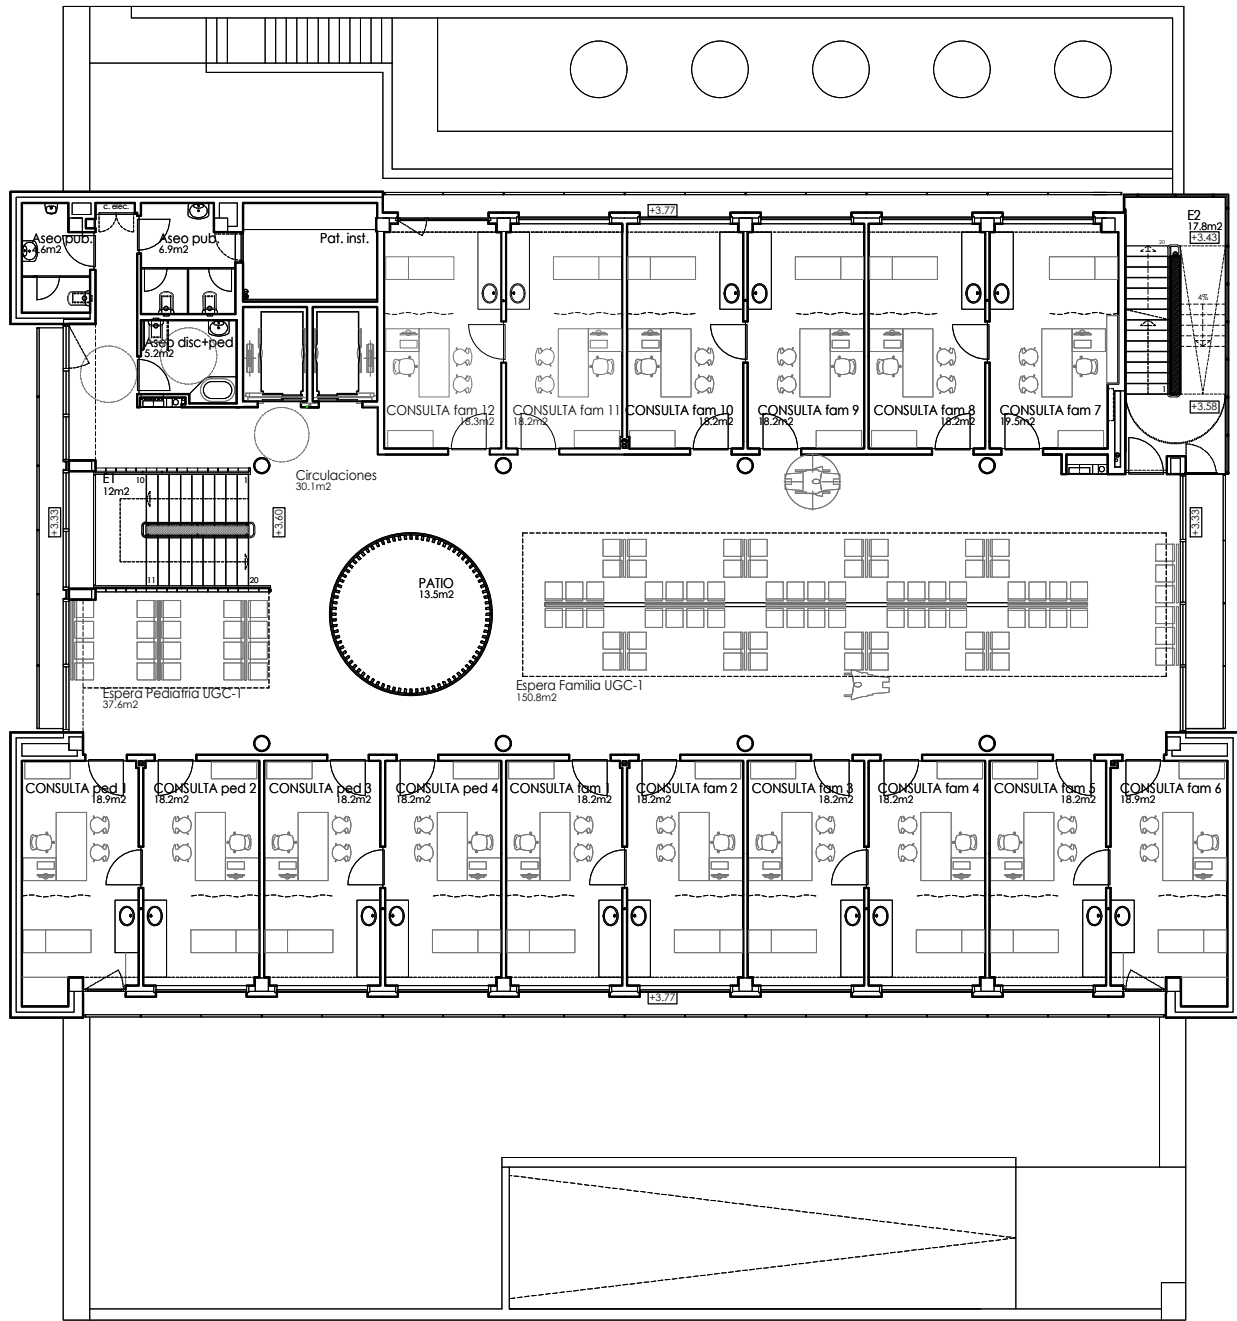 +3.77
E2
17.8m2
+3.43
c. elec.
Aseo pub.
4.6m2
Aseo pub.
6.9m2
Pat. inst.
20
4%
Aseo disc+ped
5.2m2
1
+3.58
CONSULTA fam 12
18.3m2
CONSULTA fam 11
18.2m2
CONSULTA fam 10
18.2m2
CONSULTA fam 9
18.2m2
CONSULTA fam 8
18.2m2
CONSULTA fam 7
19.5m2
E1
12m2
10
1
Circulaciones
30.1m2
+3.33
+3.60
+3.33
11
20
PATIO
13.5m2
Espera Pediatría UGC-1
37.6m2
Espera Familia UGC-1
150.8m2
CONSULTA ped 1
18.9m2
CONSULTA ped 2
18.2m2
CONSULTA ped 3
18.2m2
CONSULTA ped 4
18.2m2
CONSULTA fam 1
18.2m2
CONSULTA fam 2
18.2m2
CONSULTA fam 3
18.2m2
CONSULTA fam 4
18.2m2
CONSULTA fam 5
18.2m2
CONSULTA fam 6
18.9m2
+3.77